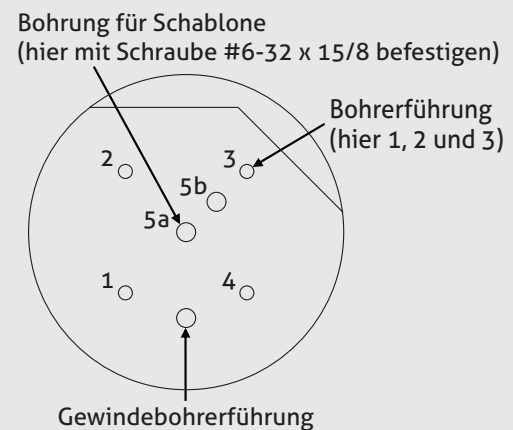 Bohrung für Schablone
(hier mit Schraube #6-32 x 15/8 befestigen)
Bohrerführung
(hier 1, 2 und 3)
2
3
5b
5a
1
4
Gewindebohrerführung